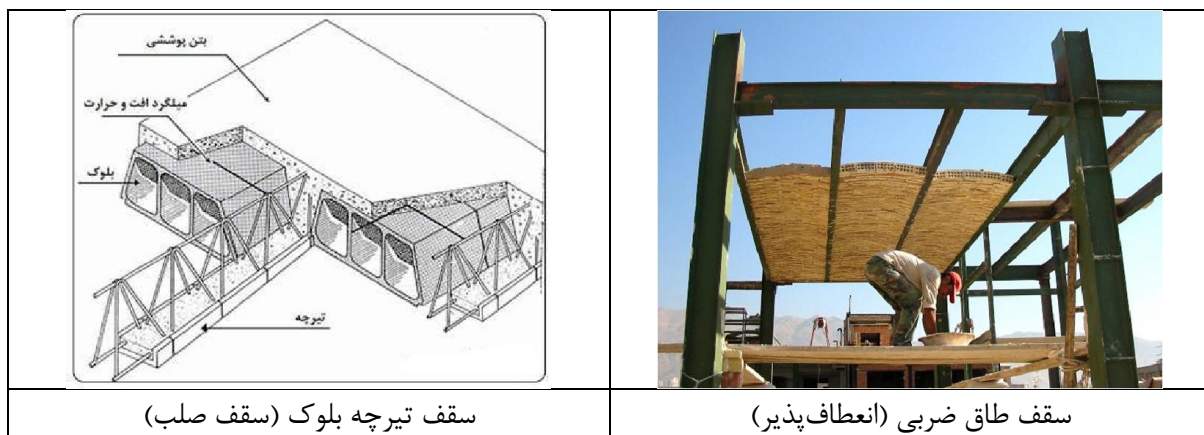 بتن پوششی
میلگرد افت و حرارت
بلوک
تیرچه
سقف طاق ضربی (انعطاف‌پذیر)
سقف تیرچه بلوک (سقف صلب)